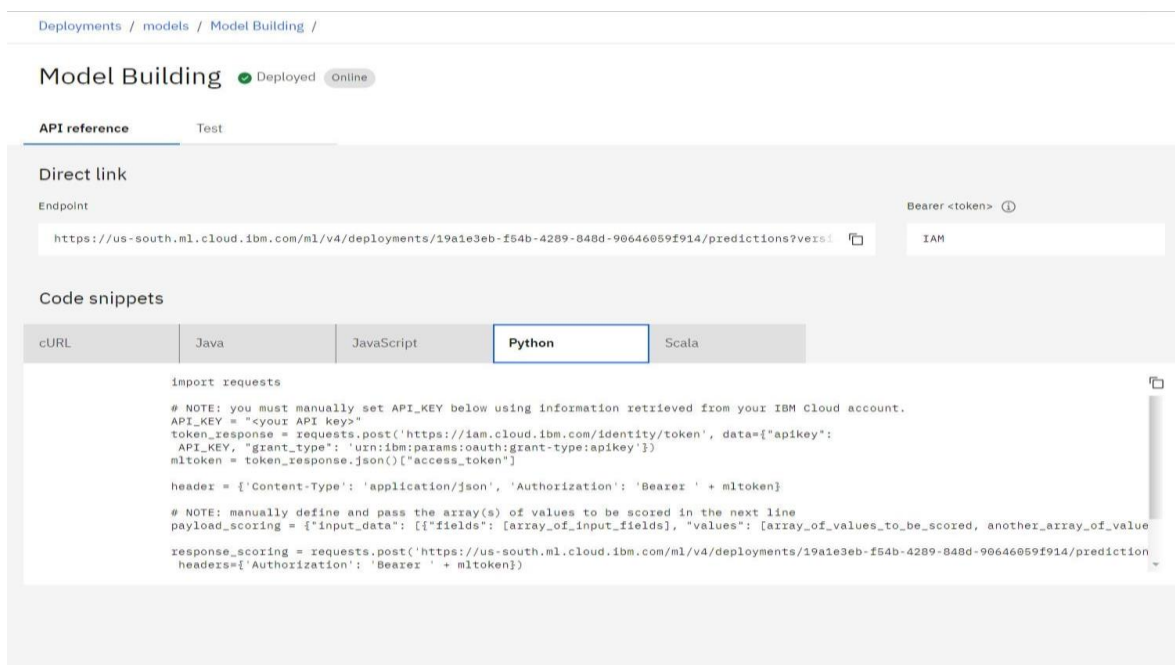 Deployments / models / Model Building /
Model Building Deployed Online
API reference Test
Direct link
Endpoint Bearer <token>
https://us-south.ml.cloud.ibm.com/ml/v4/deployments/19a1e3eb-f54b-4289-848d-90646059f914/predictions?versi IAM
Code snippets
cURL Java JavaScript Python Scala
import requests
# NOTE: you must manually set API_KEY below using information retrieved from your IBM Cloud account.
API_KEY = "<your API key>"
token_response = requests.post('https://iam.cloud.ibm.com/identity/token', data={"apikey":
API_KEY, "grant_type": 'urn:ibm:params:oauth:grant-type:apikey'})
mltoken = token_response.json()["access_token"]
header = {'Content-Type': 'application/json', 'Authorization': 'Bearer ' + mltoken}
# NOTE: manually define and pass the array(s) of values to be scored in the next line
payload_scoring = {"input_data": [{"fields": [array_of_input_fields], "values": [array_of_values_to_be_scored, another_array_of_value
response_scoring = requests.post('https://us-south.ml.cloud.ibm.com/ml/v4/deployments/19a1e3eb-f54b-4289-848d-90646059f914/prediction
headers={'Authorization': 'Bearer ' + mltoken})